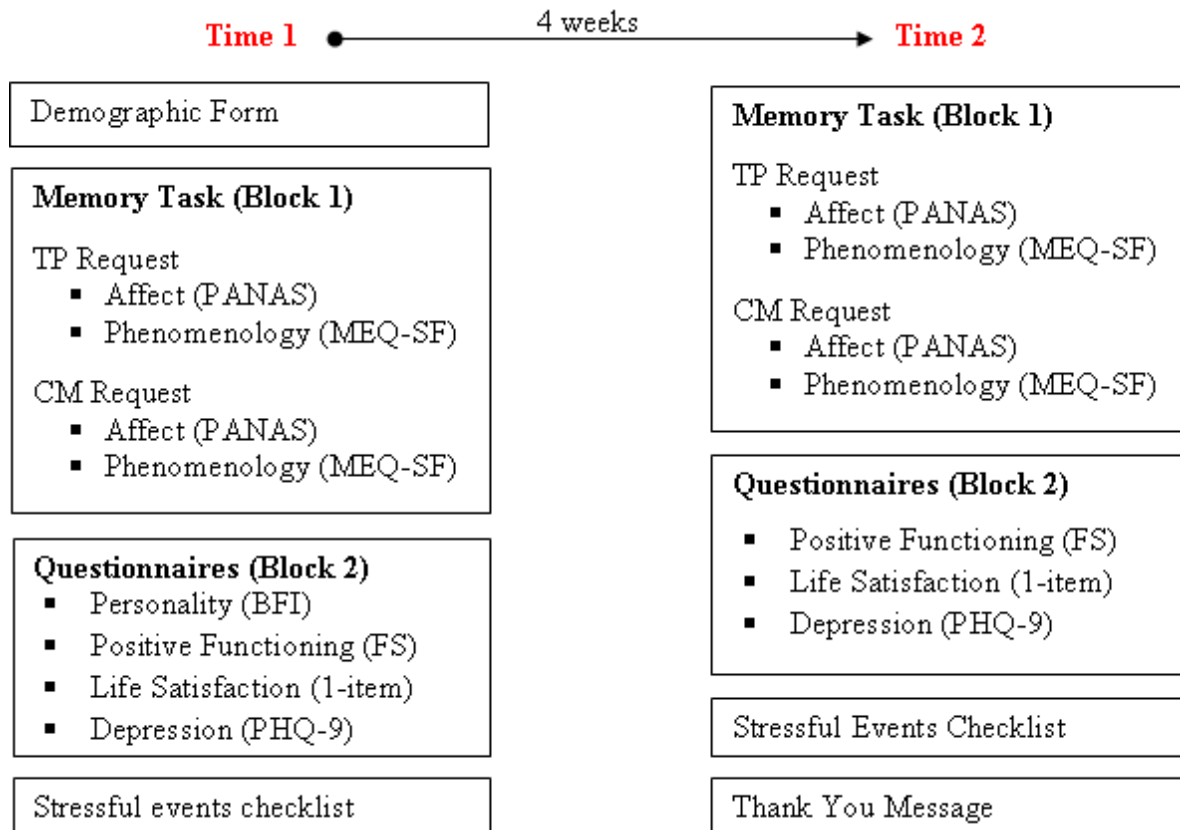 Time 1
4 weeks
Time 2
Demographic Form
Memory Task (Block 1)
TP Request
▪ Affect (PANAS)
▪ Phenomenology (MEQ-SF)
CM Request
▪ Affect (PANAS)
▪ Phenomenology (MEQ-SF)
Questionnaires (Block 2)
▪ Personality (BFI)
▪ Positive Functioning (FS)
▪ Life Satisfaction (1-item)
▪ Depression (PHQ-9)
Stressful events checklist
Memory Task (Block 1)
TP Request
▪ Affect (PANAS)
▪ Phenomenology (MEQ-SF)
CM Request
▪ Affect (PANAS)
▪ Phenomenology (MEQ-SF)
Questionnaires (Block 2)
▪ Positive Functioning (FS)
▪ Life Satisfaction (1-item)
▪ Depression (PHQ-9)
Stressful Events Checklist
Thank You Message